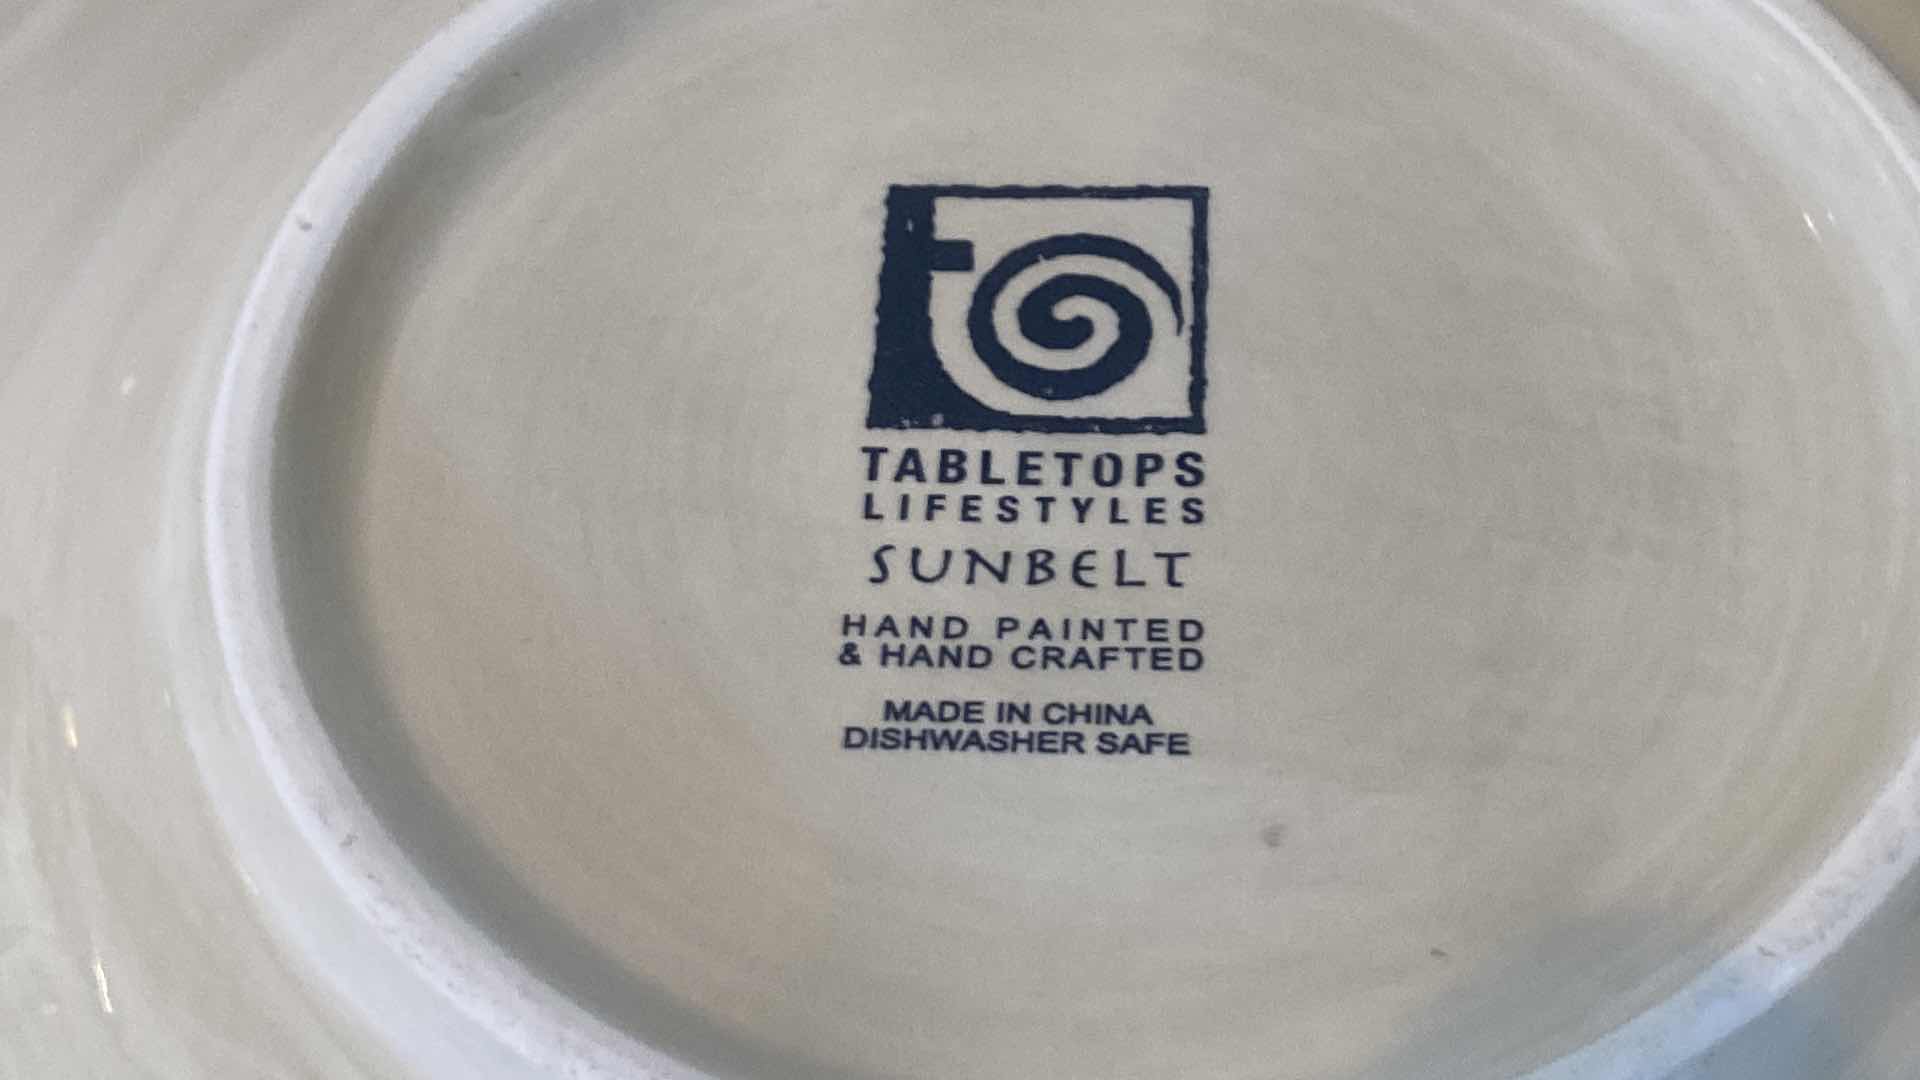 TABLETOPS
LIFESTYLES
SUNBELT
HAND PAINTED
& HAND CRAFTED
MADE IN CHINA
DISHWASHER SAFE